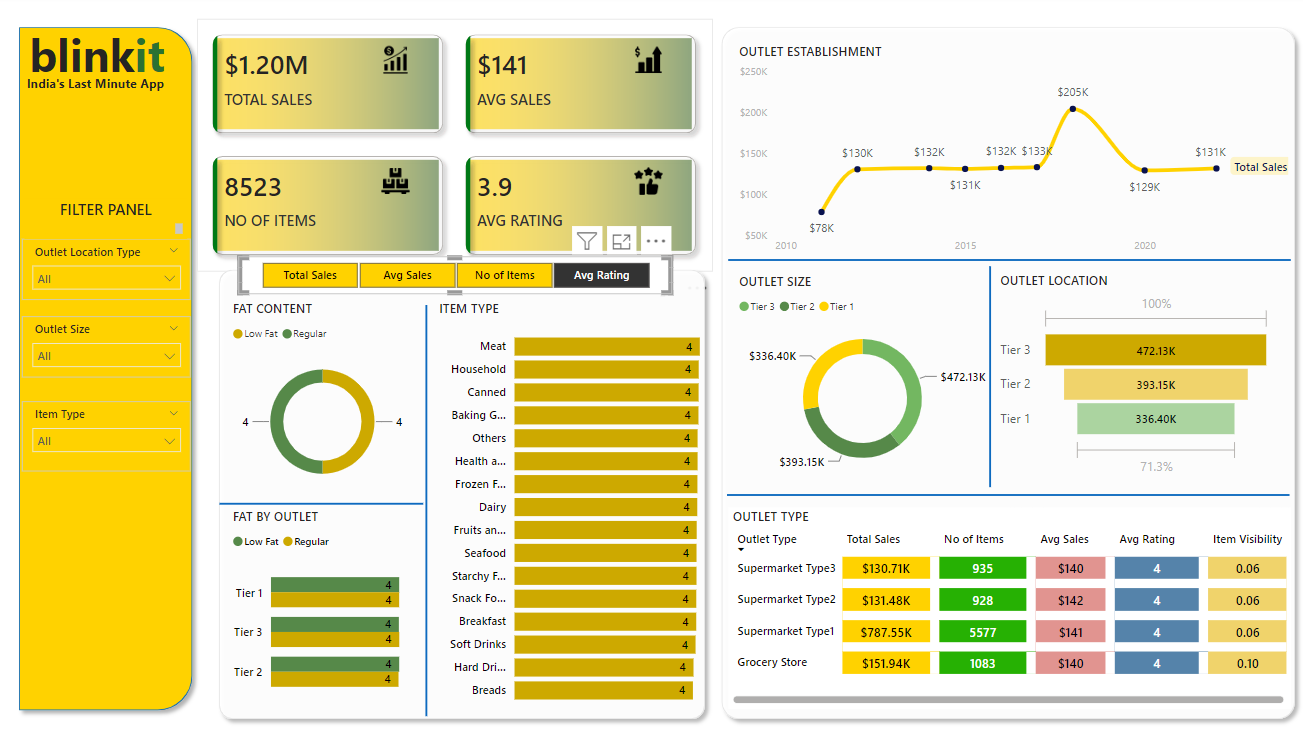 blinkit
India's Last Minute App
FILTER PANEL
Outlet Location Type
All
Outlet Size
All
Item Type
All
$1.20M
TOTAL SALES
$141
AVG SALES
8523
NO OF ITEMS
3.9
AVG RATING
Total Sales Avg Sales No of Items Avg Rating
FAT CONTENT
Low Fat Regular
4 4
FAT BY OUTLET
Low Fat Regular
Tier 1 4
4
Tier 3 4
4
Tier 2 4
4
ITEM TYPE
Meat 4
Household 4
Canned 4
Baking G... 4
Others 4
Health a... 4
Frozen F... 4
Dairy 4
Fruits an... 4
Seafood 4
Starchy F... 4
Snack Fo... 4
Breakfast 4
Soft Drinks 4
Hard Dri... 4
Breads 4
OUTLET ESTABLISHMENT
$250K
$200K
$150K
$100K
$50K
2010 2015 2020
$78K
$130K
$132K
$131K
$132K
$133K
$205K
$129K
$131K
Total Sales
OUTLET SIZE
Tier 3 Tier 2 Tier 1
$336.40K
$472.13K
$393.15K
OUTLET LOCATION
100%
Tier 3 472.13K
Tier 2 393.15K
Tier 1 336.40K
71.3%
OUTLET TYPE
Outlet Type Total Sales No of Items Avg Sales Avg Rating Item Visibility
Supermarket Type3 $130.71K 935 $140 4 0.06
Supermarket Type2 $131.48K 928 $142 4 0.06
Supermarket Type1 $787.55K 5577 $141 4 0.06
Grocery Store $151.94K 1083 $140 4 0.10